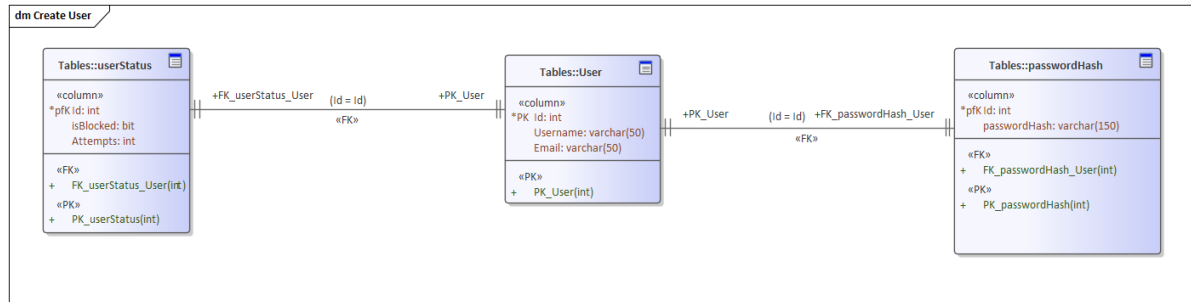 dm Create User
Tables::userStatus
«column»
*pfK Id: int
isBlocked: bit
Attempts: int
«FK»
+ FK_userStatus_User(int)
«PK»
+ PK_userStatus(int)
+FK_userStatus_User (Id = Id) +PK_User
«FK»
Tables::User
«column»
*PK Id: int
Username: varchar(50)
Email: varchar(50)
«PK»
+ PK_User(int)
+PK_User (Id = Id) +FK_passwordHash_User
«FK»
Tables::passwordHash
«column»
*pfK Id: int
passwordHash: varchar(150)
«FK»
+ FK_passwordHash_User(int)
«PK»
+ PK_passwordHash(int)